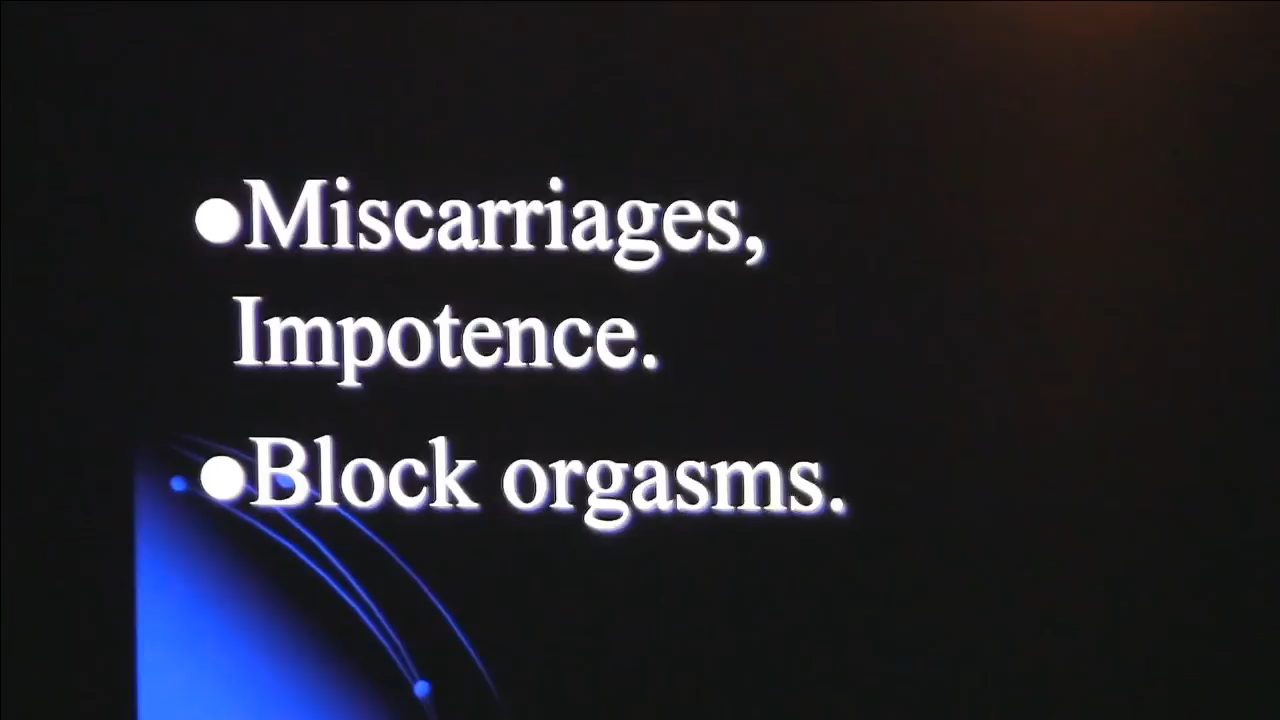 ●Miscarriages,
Impotence.
●Block orgasms.